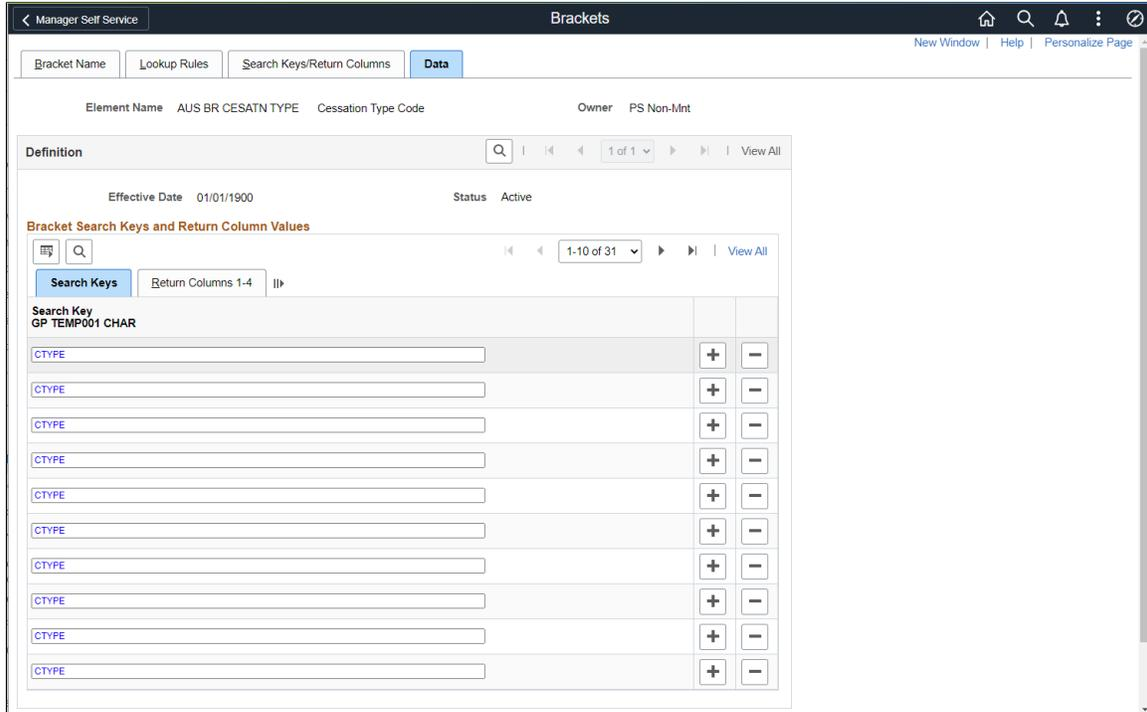 Manager Self Service
Brackets
New Window | Help | Personalize Page
Bracket Name Lookup Rules Search Keys/Return Columns Data
Element Name AUS BR CESATN TYPE Cessation Type Code Owner PS Non-Mnt
Definition 1 of 1 View All
Effective Date 01/01/1900 Status Active
Bracket Search Keys and Return Column Values
1-10 of 31 View All
Search Keys Return Columns 1-4
Search Key
GP TEMP001 CHAR
CTYPE
CTYPE
CTYPE
CTYPE
CTYPE
CTYPE
CTYPE
CTYPE
CTYPE
CTYPE